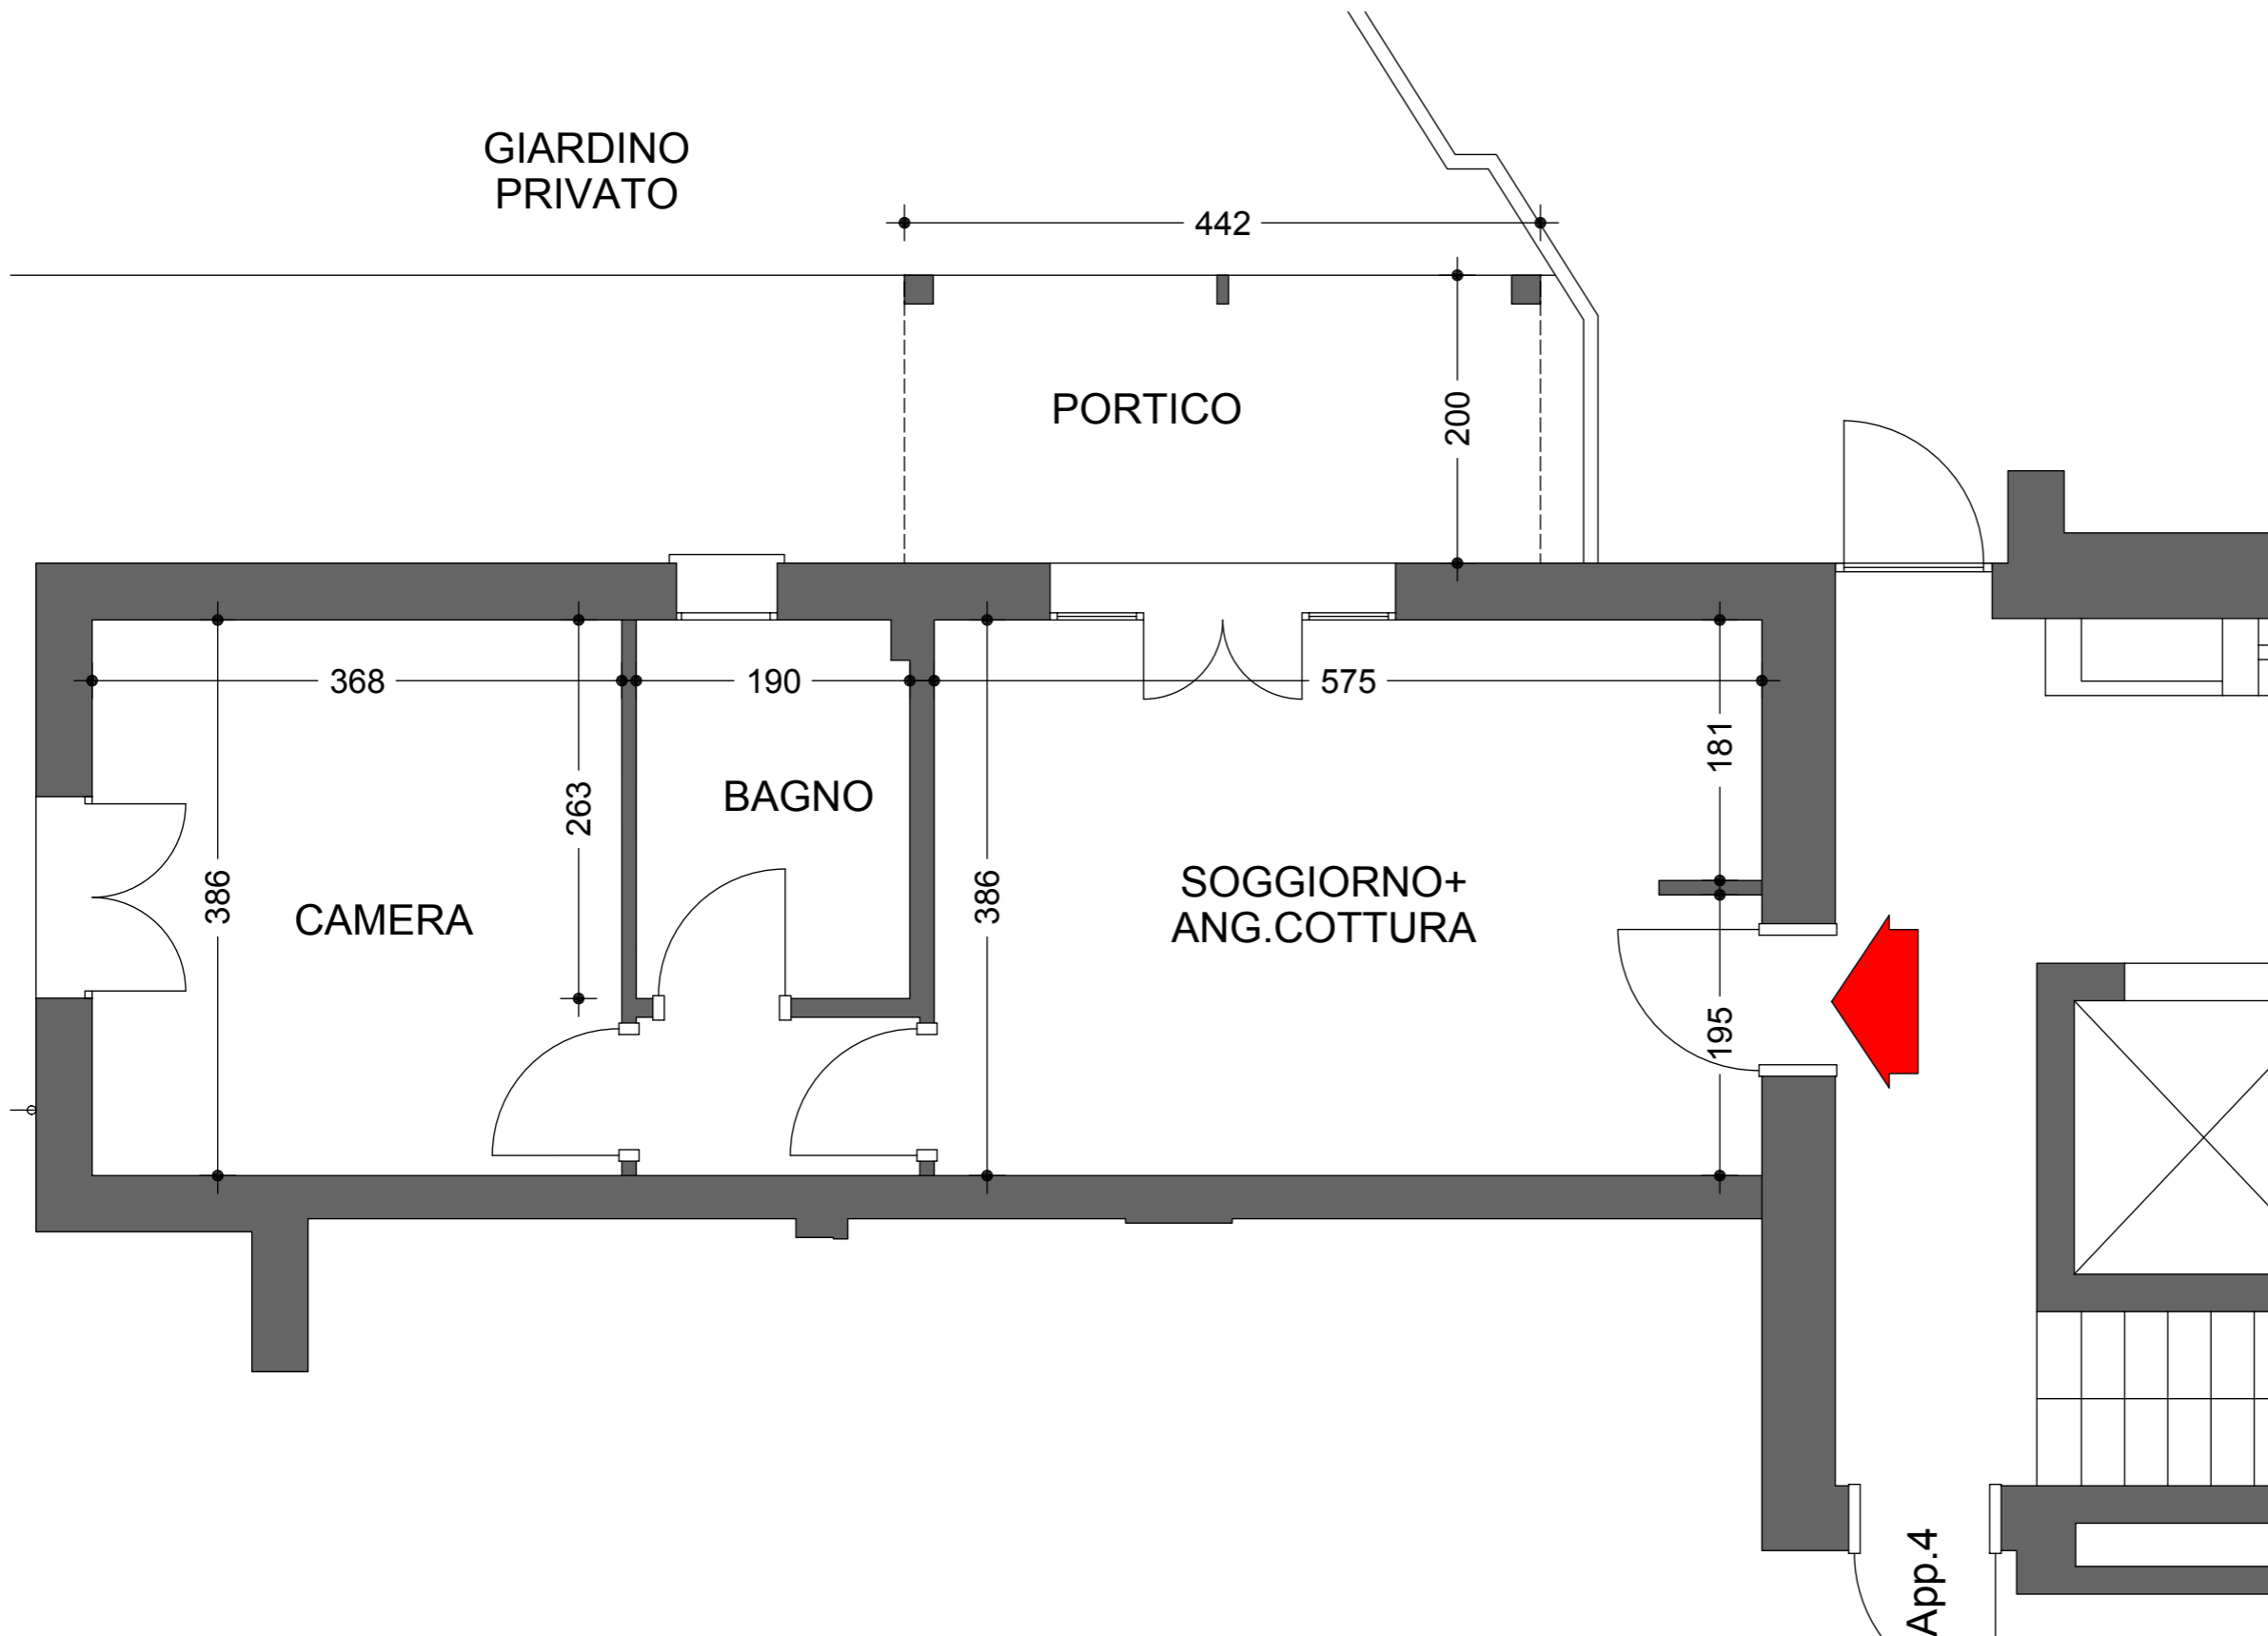 GIARDINO
PRIVATO
442
PORTICO
200
368
190
575
181
263
BAGNO
386
386
SOGGIORNO+
ANG.COTTURA
CAMERA
195
App.4